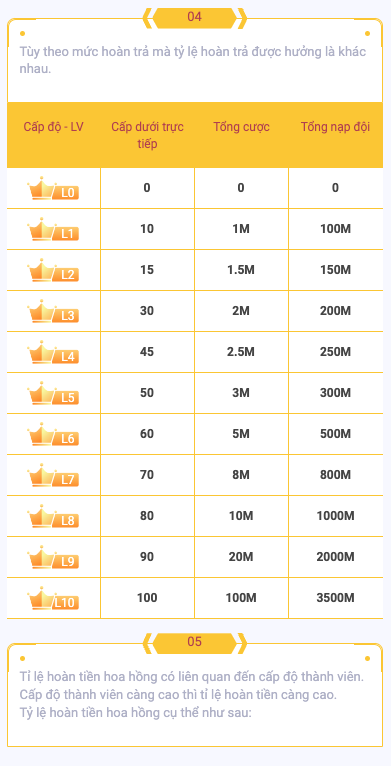 04
Tùy theo mức hoàn trả mà tỷ lệ hoàn trả được hưởng là khác
nhau.
Cấp độ - LV Cấp dưới trực tiếp Tổng cược Tổng nạp đội
L0 0 0 0
L1 10 1M 100M
L2 15 1.5M 150M
L3 30 2M 200M
L4 45 2.5M 250M
L5 50 3M 300M
L6 60 5M 500M
L7 70 8M 800M
L8 80 10M 1000M
L9 90 20M 2000M
L10 100 100M 3500M
05
Tỉ lệ hoàn tiền hoa hồng có liên quan đến cấp độ thành viên.
Cấp độ thành viên càng cao thì tỉ lệ hoàn tiền càng cao.
Tỷ lệ hoàn tiền hoa hồng cụ thể như sau: